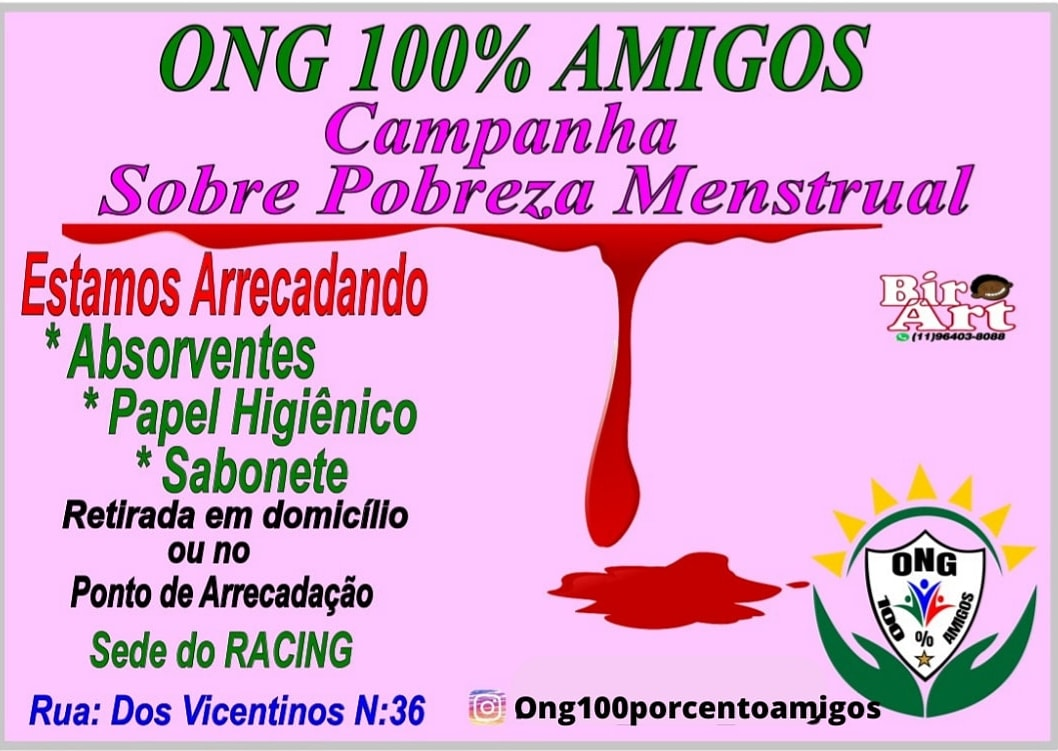 ONG 100% AMIGOS
Campanha
Sobre Pobreza Menstrual
Estamos Arrecadando
* Absorventes
* Papel Higiênico
* Sabonete
Retirada em domicílio
ou no
Ponto de Arrecadação
Sede do RACING
Rua: Dos Vicentinos N:36
Bir Art
(11)96403-8088
ONG
100
%
AMIGOS
Ong100porcentoamigos